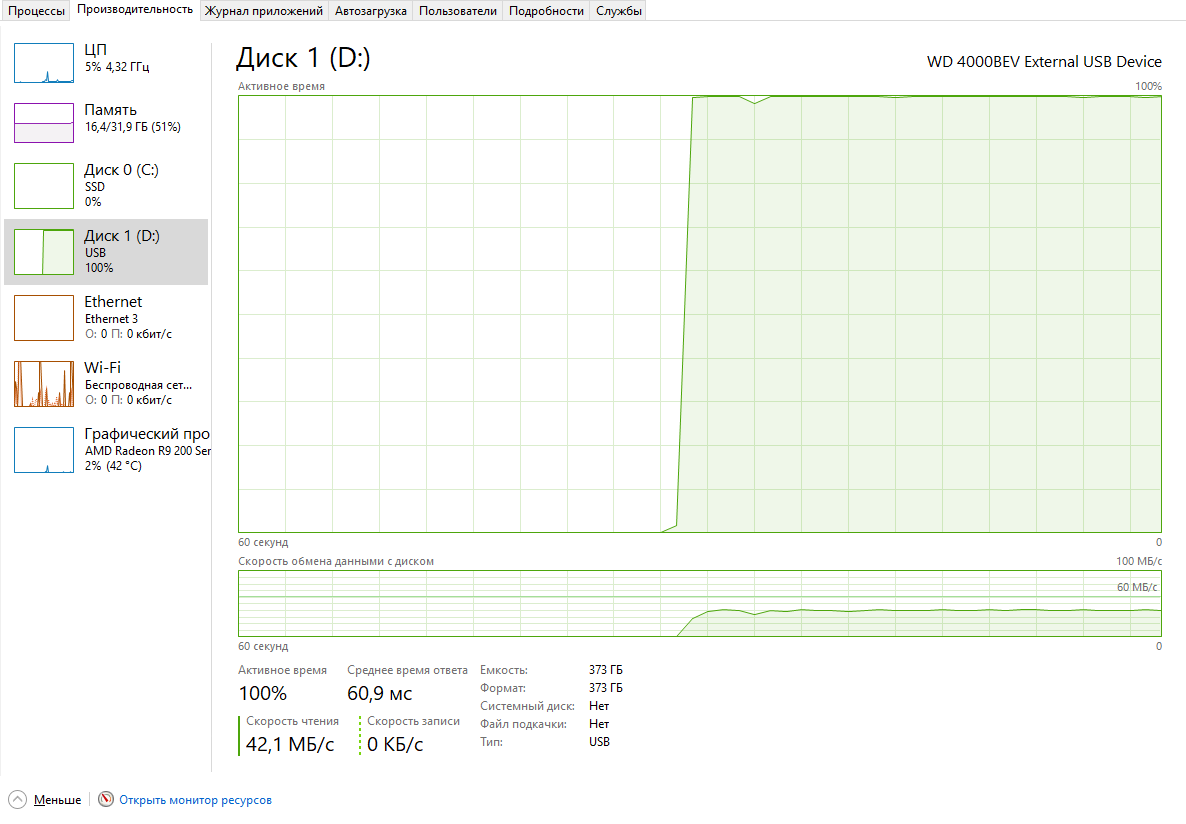 Процессы Производительность Журнал приложений Автозагрузка Пользователи Подробности Службы
ЦП
5% 4,32 ГГц
Память
16,4/31,9 ГБ (51%)
Диск 0 (C:)
SSD
0%
Диск 1 (D:)
USB
100%
Ethernet
Ethernet 3
О: 0 П: 0 кбит/с
Wi-Fi
Беспроводная сет...
О: 0 П: 0 кбит/с
Графический про
AMD Radeon R9 200 Ser
2% (42 °C)
Диск 1 (D:)
WD 4000BEV External USB Device
Активное время 100%
60 секунд 0
Скорость обмена данными с диском 100 МБ/с
60 МБ/с
60 секунд 0
Активное время
100%
Среднее время ответа
60,9 мс
Скорость чтения
42,1 МБ/с
Скорость записи
0 КБ/с
Емкость: 373 ГБ
Формат: 373 ГБ
Системный диск: Нет
Файл подкачки: Нет
Тип: USB
Меньше Открыть монитор ресурсов